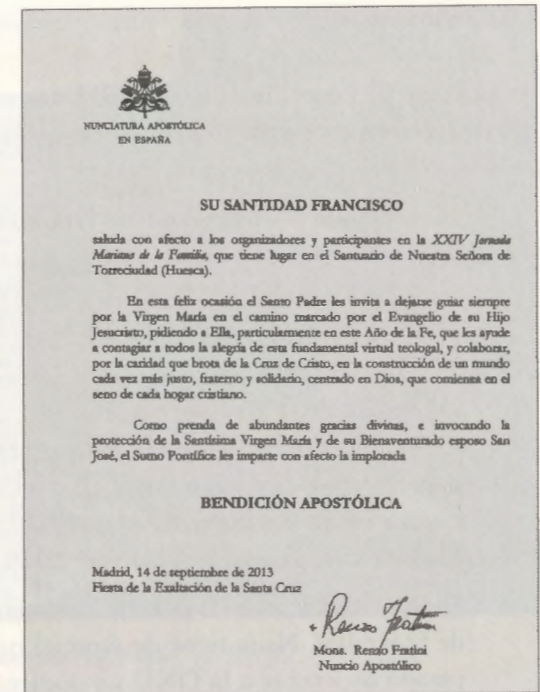 NUNCIATURA APOSTÓLICA
EN ESPAÑA
SU SANTIDAD FRANCISCO
saluda con afecto a los organizadores y participantes en la XXIV Jornada
Mariana de la Familia, que tiene lugar en el Santuario de Nuestra Señora de
Torreciudad (Huesca).
En esta feliz ocasión el Santo Padre les invita a dejarse guiar siempre
por la Virgen María en el camino marcado por el Evangelio de su Hijo
Jesucristo, pidiendo a Ella, particularmente en este Año de la Fe, que les ayude
a contagiar a todos la alegría de esta fundamental virtud teologal, y colaborar,
por la caridad que brota de la Cruz de Cristo, en la construcción de un mundo
cada vez más justo, fraterno y solidario, centrado en Dios, que comienza en el
seno de cada hogar cristiano.
Como prenda de abundantes gracias divinas, e invocando la
protección de la Santísima Virgen María y de su Bienaventurado esposo San
José, el Sumo Pontífice les imparte con afecto la implorada
BENDICIÓN APOSTÓLICA
Madrid, 14 de septiembre de 2013
Fiesta de la Exaltación de la Santa Cruz
+ Renzo Fratini
Mons. Renzo Fratini
Nuncio Apostólico